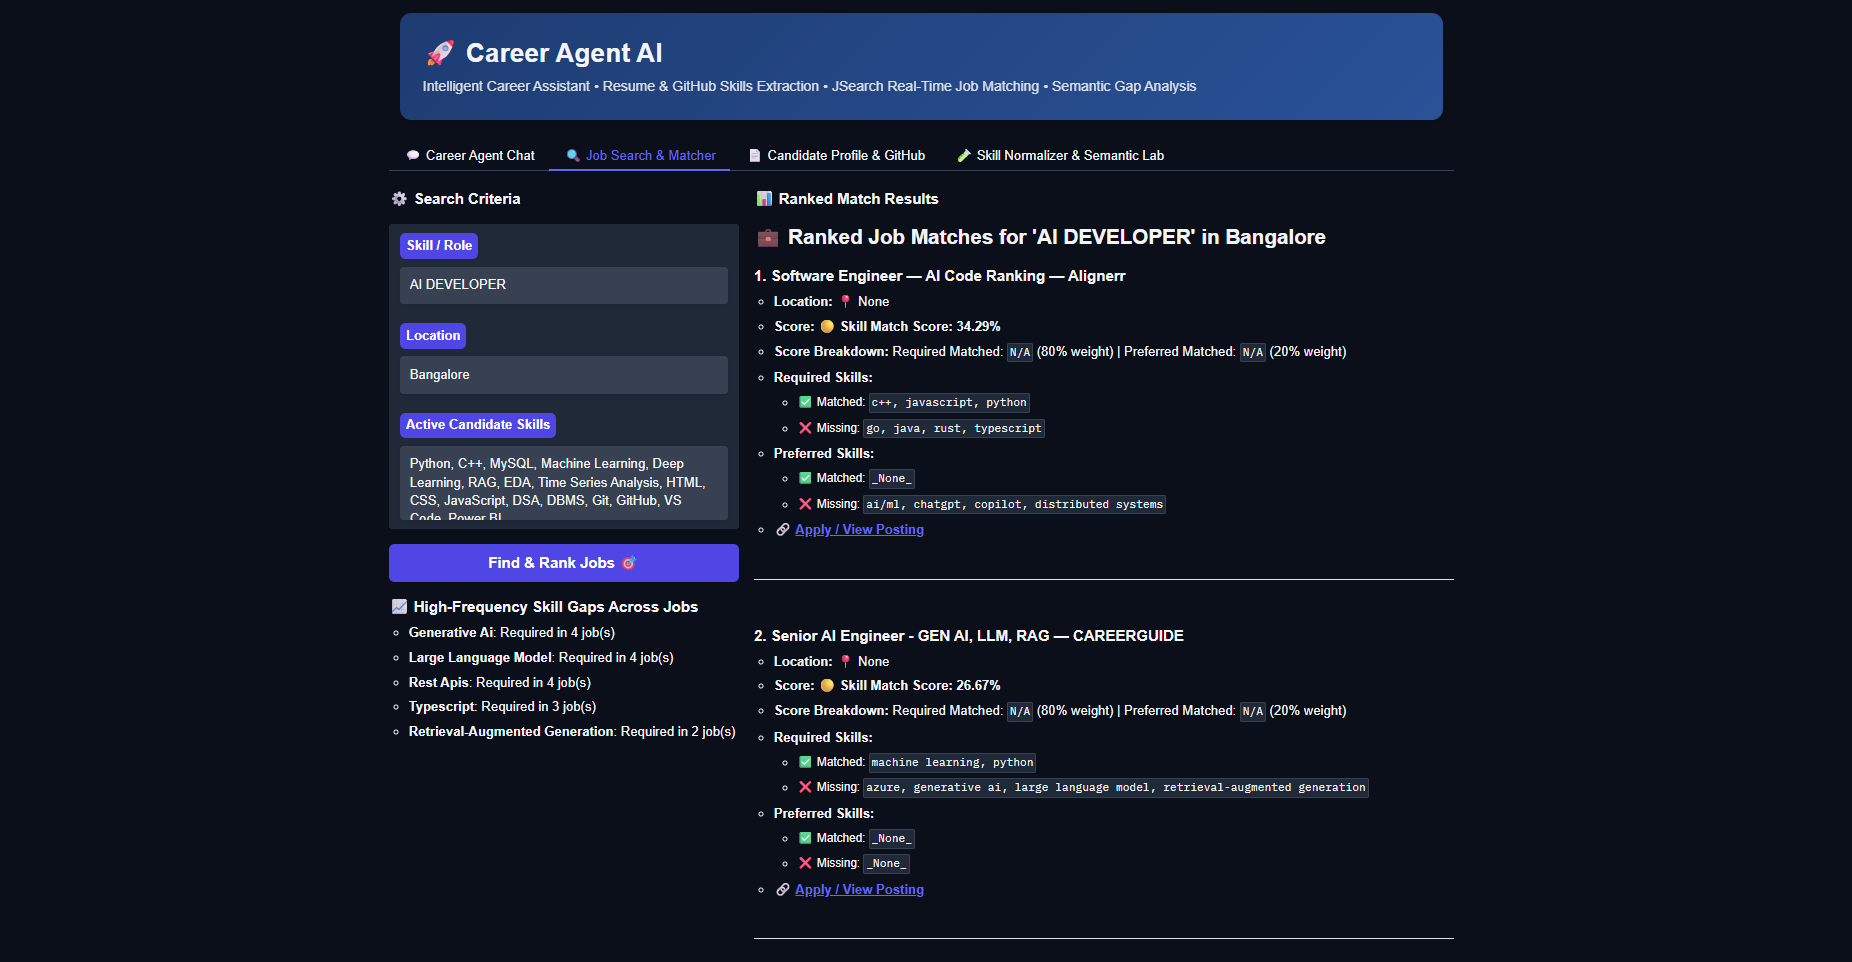 🚀 Career Agent AI
Intelligent Career Assistant • Resume & GitHub Skills Extraction • JSearch Real-Time Job Matching • Semantic Gap Analysis
💬 Career Agent Chat
🔍 Job Search & Matcher
📄 Candidate Profile & GitHub
🧪 Skill Normalizer & Semantic Lab
⚙️ Search Criteria
Skill / Role
AI DEVELOPER
Location
Bangalore
Active Candidate Skills
Python, C++, MySQL, Machine Learning, Deep
Learning, RAG, EDA, Time Series Analysis, HTML,
CSS, JavaScript, DSA, DBMS, Git, GitHub, VS
Code, Power BI
Find & Rank Jobs 🎯
📈 High-Frequency Skill Gaps Across Jobs
Generative Ai: Required in 4 job(s)
Large Language Model: Required in 4 job(s)
Rest Apis: Required in 4 job(s)
Typescript: Required in 3 job(s)
Retrieval-Augmented Generation: Required in 2 job(s)
📊 Ranked Match Results
💼 Ranked Job Matches for 'AI DEVELOPER' in Bangalore
1. Software Engineer — AI Code Ranking — Alignerr
Location: 📍 None
Score: 🟡 Skill Match Score: 34.29%
Score Breakdown: Required Matched: N/A (80% weight) | Preferred Matched: N/A (20% weight)
Required Skills:
✅ Matched: c++, javascript, python
❌ Missing: go, java, rust, typescript
Preferred Skills:
✅ Matched: _None_
❌ Missing: ai/ml, chatgpt, copilot, distributed systems
🔗 Apply / View Posting
2. Senior AI Engineer - GEN AI, LLM, RAG — CAREERGUIDE
Location: 📍 None
Score: 🟡 Skill Match Score: 26.67%
Score Breakdown: Required Matched: N/A (80% weight) | Preferred Matched: N/A (20% weight)
Required Skills:
✅ Matched: machine learning, python
❌ Missing: azure, generative ai, large language model, retrieval-augmented generation
Preferred Skills:
✅ Matched: _None_
❌ Missing: _None_
🔗 Apply / View Posting